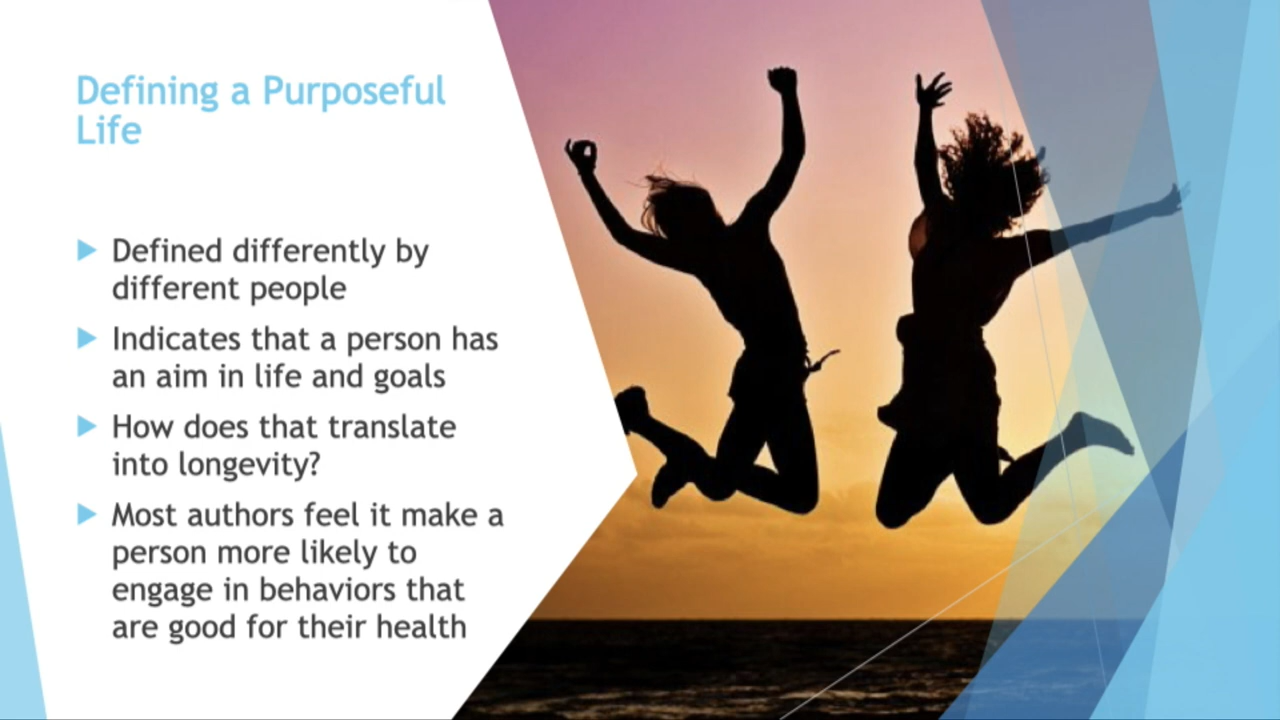 Defining a Purposeful
Life
Defined differently by
different people
Indicates that a person has
an aim in life and goals
How does that translate
into longevity?
Most authors feel it make a
person more likely to
engage in behaviors that
are good for their health